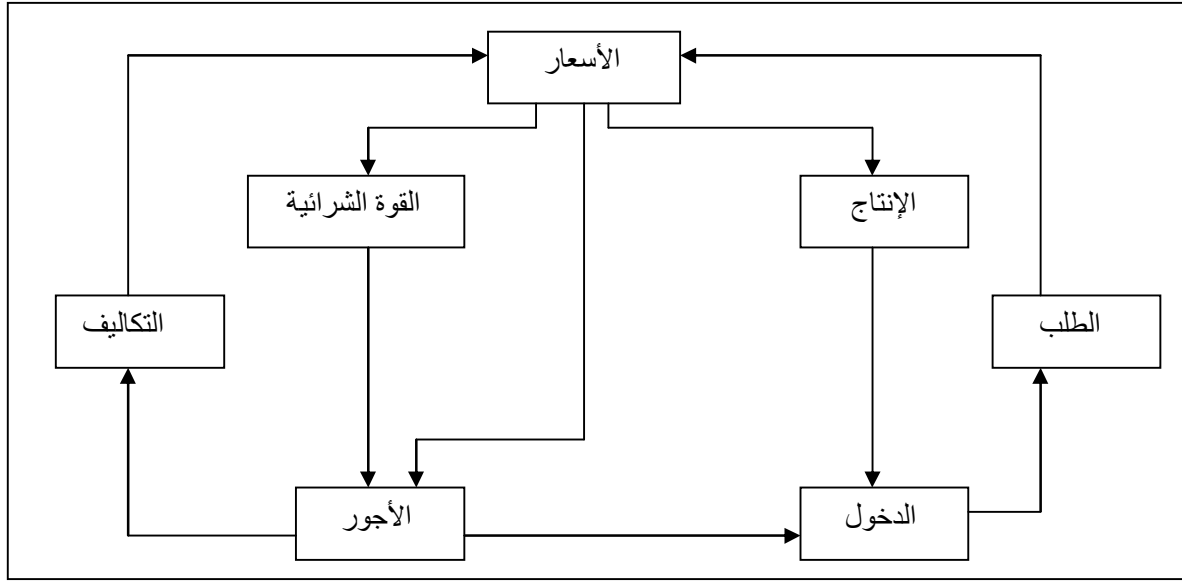 الأسعار
القوة الشرائية
الإنتاج
التكاليف
الطلب
الأجور
الدخول